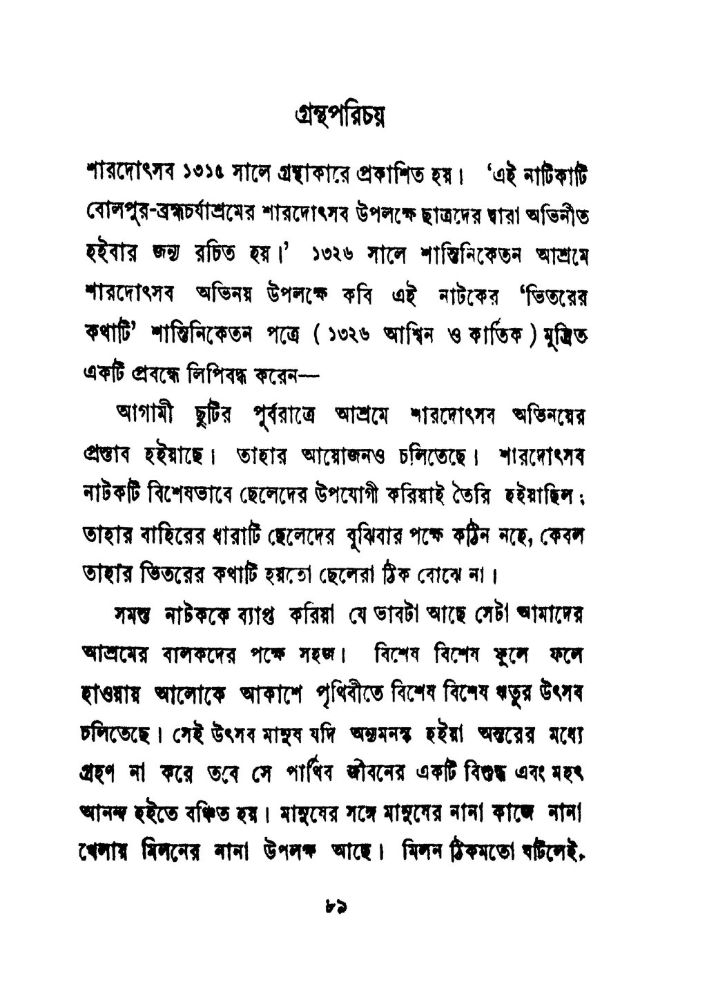 গ্রন্থপরিচয়
শারদোৎসব ১৩১৫ সালে গ্রন্থাকারে প্রকাশিত হয়। ‘এই নাটিকাটি
বোলপুর-ব্রহ্মচর্যাশ্রমের শারদোৎসব উপলক্ষে ছাত্রদের দ্বারা অভিনীত
হইবার জন্য রচিত হয়।’ ১৩২৬ সালে শান্তিনিকেতন আশ্রমে
শারদোৎসব অভিনয় উপলক্ষে কবি এই নাটকের ‘ভিতরের
কথাটি’ শান্তিনিকেতন পত্রে ( ১৩২৬ আশ্বিন ও কার্তিক ) মুদ্রিত
একটি প্রবন্ধে লিপিবদ্ধ করেন—
আগামী ছুটির পূর্বরাত্রে আশ্রমে শারদোৎসব অভিনয়ের
প্রস্তাব হইয়াছে। তাহার আয়োজনও চলিতেছে। শারদোৎসব
নাটকটি বিশেষভাবে ছেলেদের উপযোগী করিয়াই তৈরি হইয়াছিল;
তাহার বাহিরের ধারাটি ছেলেদের বুঝিবার পক্ষে কঠিন নহে, কেবল
তাহার ভিতরের কথাটি হয়তো ছেলেরা ঠিক বোঝে না।
সমস্ত নাটককে ব্যাপ্ত করিয়া যে ভাবটা আছে সেটা আমাদের
আশ্রমের বালকদের পক্ষে সহজ। বিশেষ বিশেষ ফুলে ফলে
হাওয়ায় আলোকে আকাশে পৃথিবীতে বিশেষ বিশেষ ঋতুর উৎসব
চলিতেছে। সেই উৎসব মানুষ যদি অন্যমনস্ক হইয়া অন্তরের মধ্যে
গ্রহণ না করে তবে সে পার্থিব জীবনের একটি বিশুদ্ধ এবং মহৎ
আনন্দ হইতে বঞ্চিত হয়। মানুষের সঙ্গে মানুষের নানা কাজে নানা
খেলায় মিলনের নানা উপলক্ষ আছে। মিলন ঠিকমতো ঘটিলেই,
৮৯